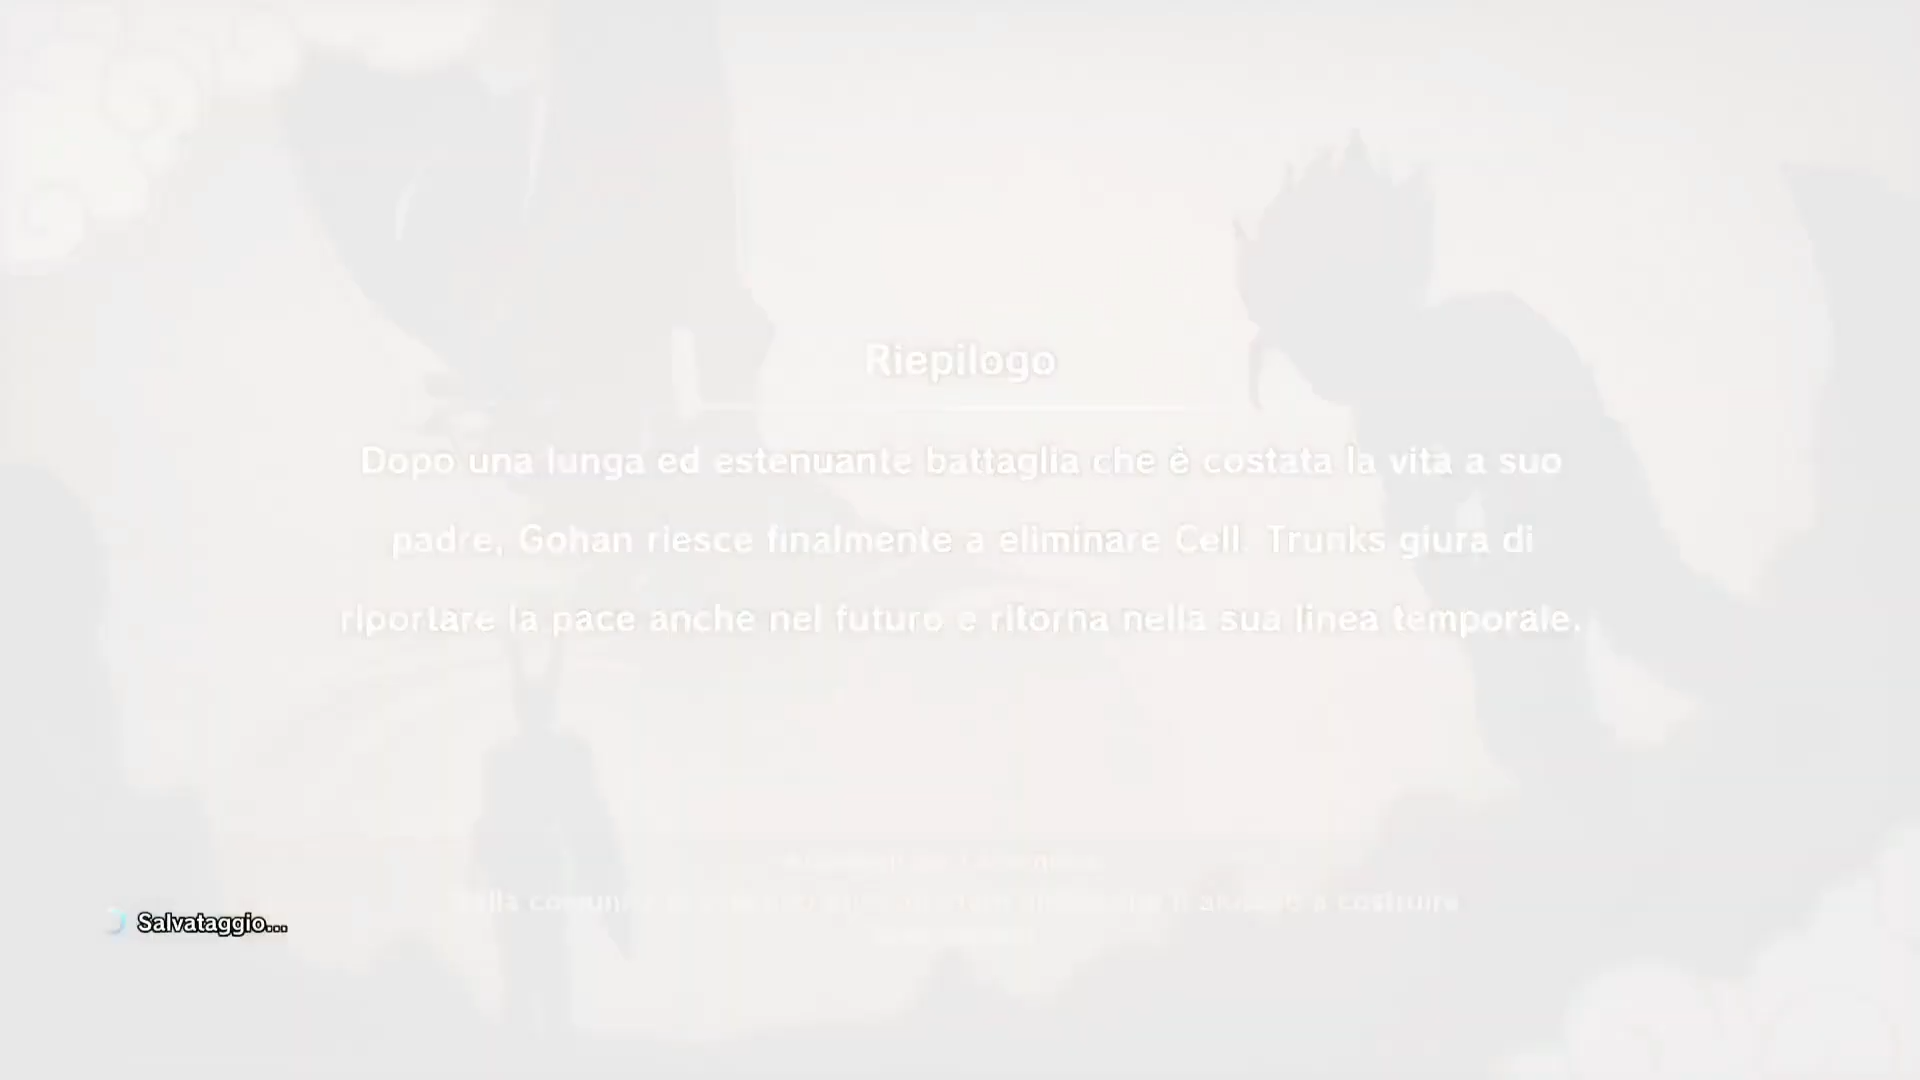 Riepilogo
Dopo una lunga ed estenuante battaglia che è costata la vita a suo
padre, Gohan riesce finalmente a eliminare Cell. Trunks giura di
riportare la pace anche nel futuro e ritorna nella sua linea temporale.
a costruire
Salvataggio...